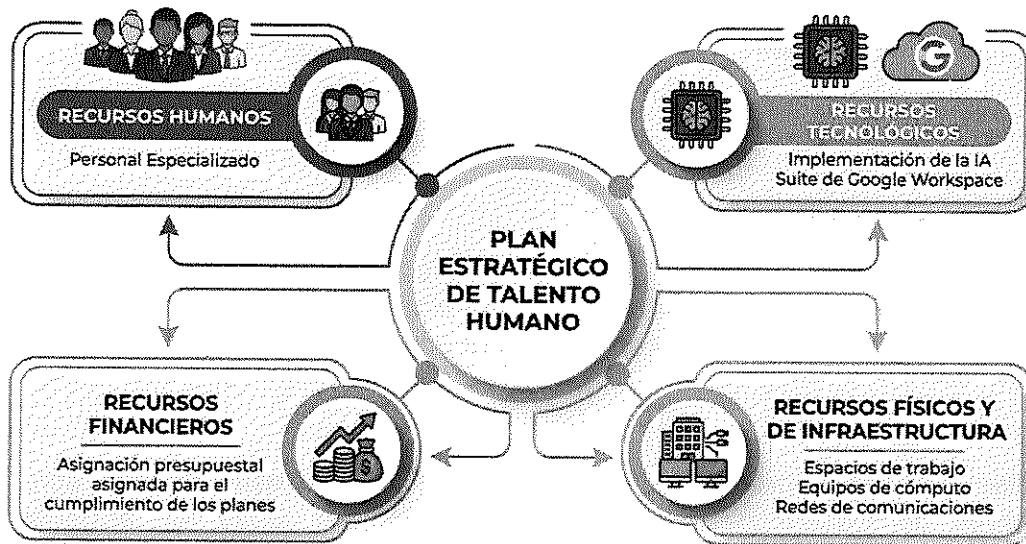 RECURSOS HUMANOS
Personal Especializado
RECURSOS
TECNOLÓGICOS
Implementación de la IA
Suite de Google Workspace
PLAN
ESTRATÉGICO
DE TALENTO
HUMANO
RECURSOS
FINANCIEROS
Asignación presupuestal
asignada para el
cumplimiento de los planes
RECURSOS FÍSICOS Y
DE INFRAESTRUCTURA
Espacios de trabajo
Equipos de cómputo
Redes de comunicaciones